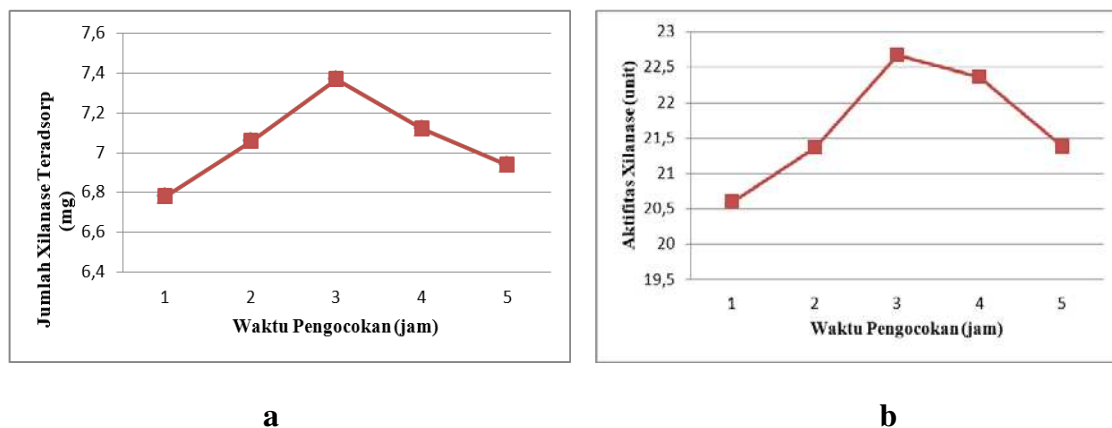 7,6
7,4
7,2
7
6,8
6,6
6,4
Jumlah Xilanase Teradsorp
(mg)
1 2 3 4 5
Waktu Pengocokan (jam)
a
23
22,5
22
21,5
21
20,5
20
19,5
Aktifitas Xilanase (unit)
1 2 3 4 5
Waktu Pengocokan (jam)
b